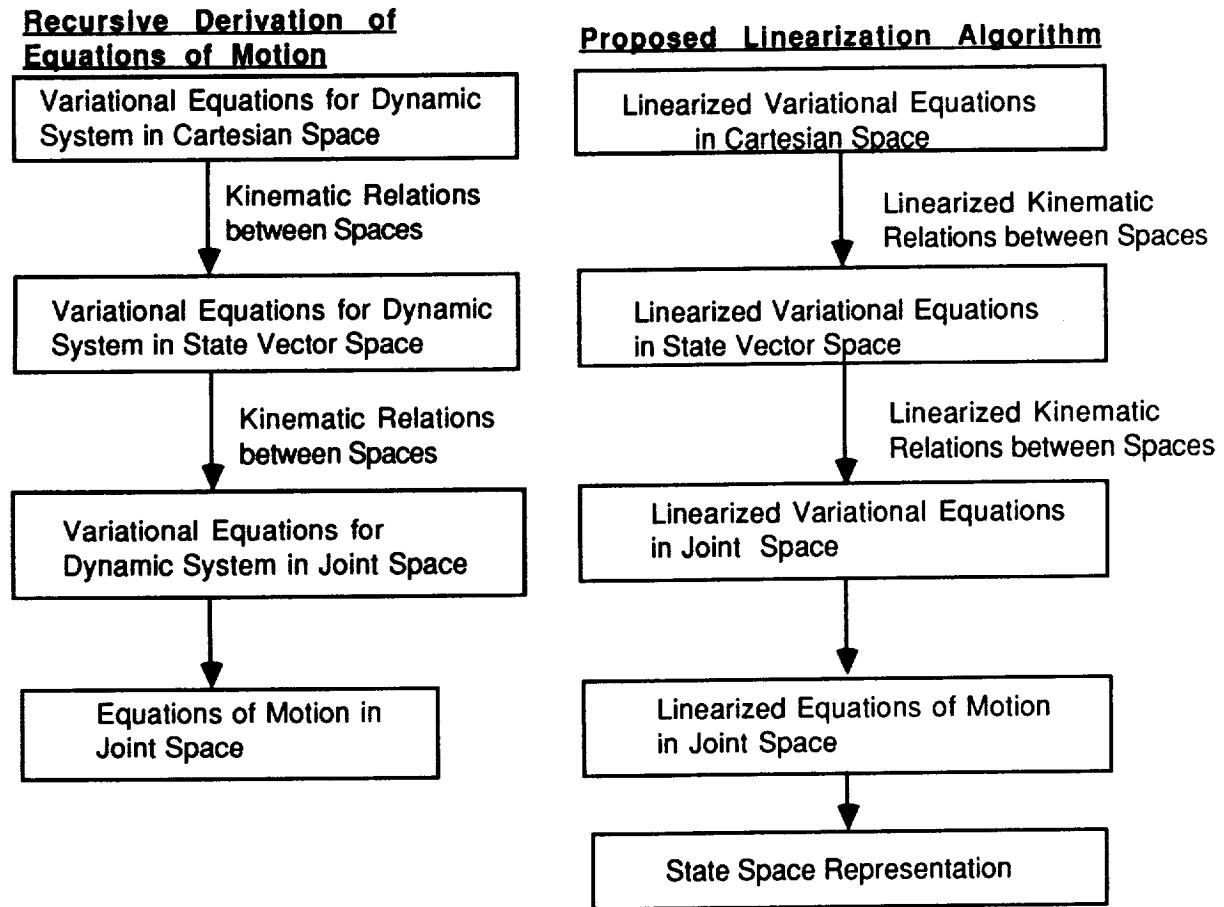 Recursive Derivation of
Equations of Motion
Variational Equations for Dynamic
System in Cartesian Space
Kinematic Relations
between Spaces
Variational Equations for Dynamic
System in State Vector Space
Kinematic Relations
between Spaces
Variational Equations for
Dynamic System in Joint Space
Equations of Motion in
Joint Space
Proposed Linearization Algorithm
Linearized Variational Equations
in Cartesian Space
Linearized Kinematic
Relations between Spaces
Linearized Variational Equations
in State Vector Space
Linearized Kinematic
Relations between Spaces
Linearized Variational Equations
in Joint Space
Linearized Equations of Motion
in Joint Space
State Space Representation